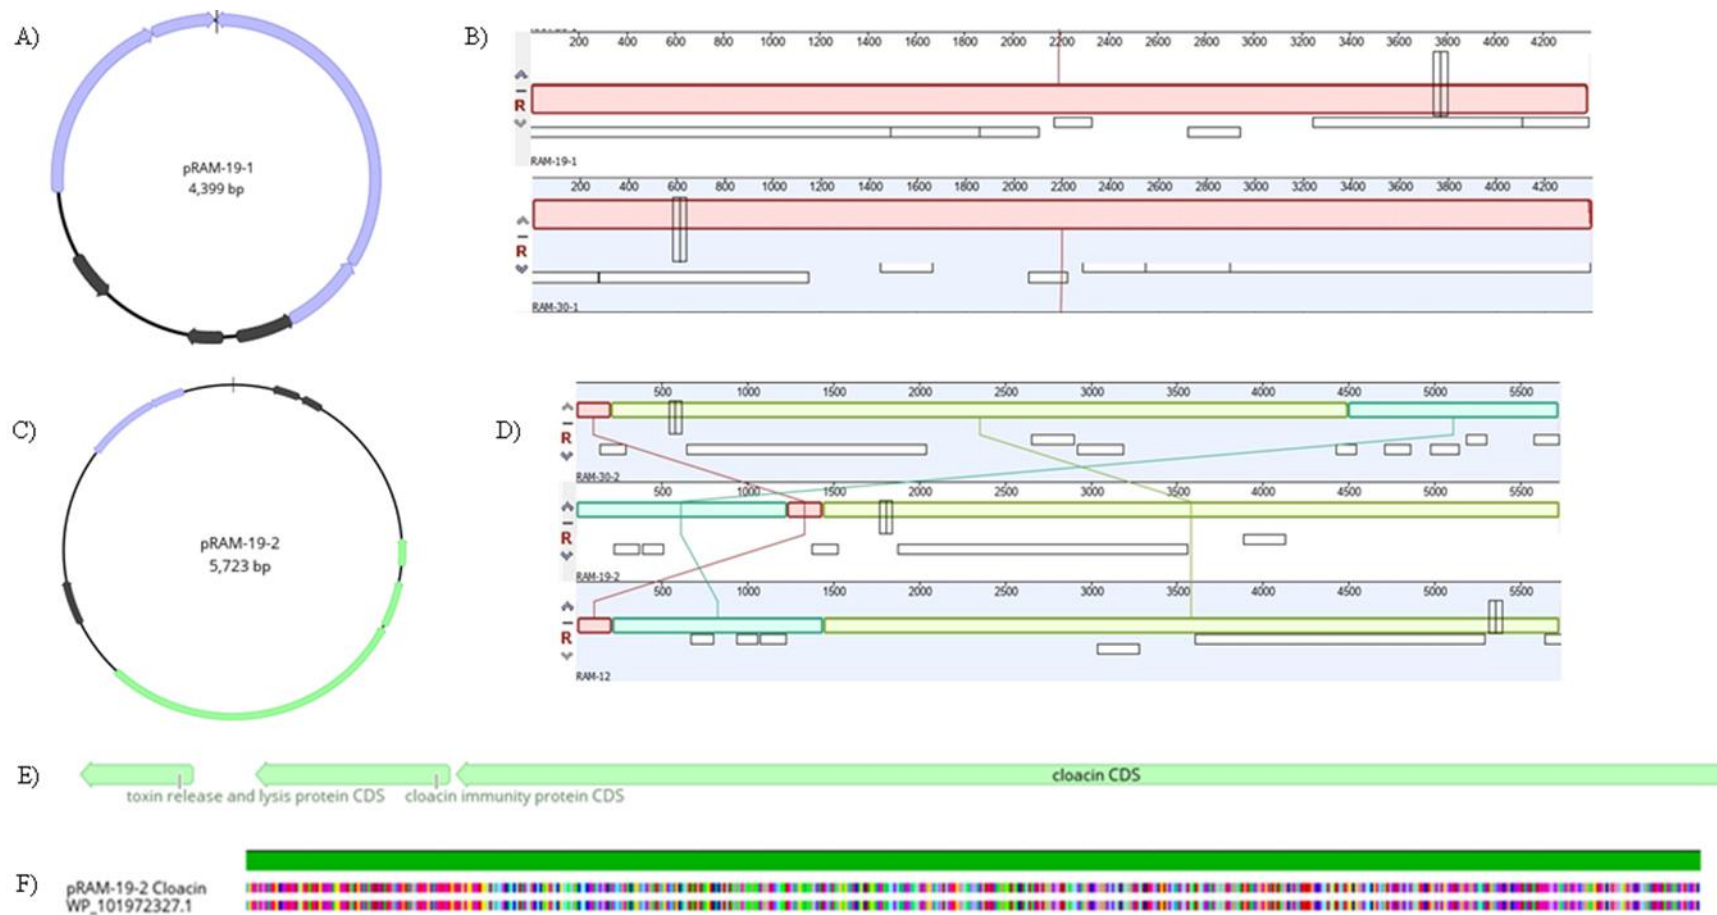 A)
pRAM-19-1
4,399 bp
B)
200 400 600 800 1000 1200 1400 1600 1800 2000 2200 2400 2600 2800 3000 3200 3400 3600 3800 4000 4200
R
RAM-19-1
200 400 600 800 1000 1200 1400 1600 1800 2000 2200 2400 2600 2800 3000 3200 3400 3600 3800 4000 4200
R
RAM-30-1
C)
pRAM-19-2
5,723 bp
D)
500 1000 1500 2000 2500 3000 3500 4000 4500 5000 5500
R
RAM-30-2
500 1000 1500 2000 2500 3000 3500 4000 4500 5000 5500
R
RAM-19-2
500 1000 1500 2000 2500 3000 3500 4000 4500 5000 5500
R
RAM-12
E)
cloacin CDS
toxin release and lysis protein CDS cloacin immunity protein CDS
F)
pRAM-19-2 Cloacin
WP_101972327.1